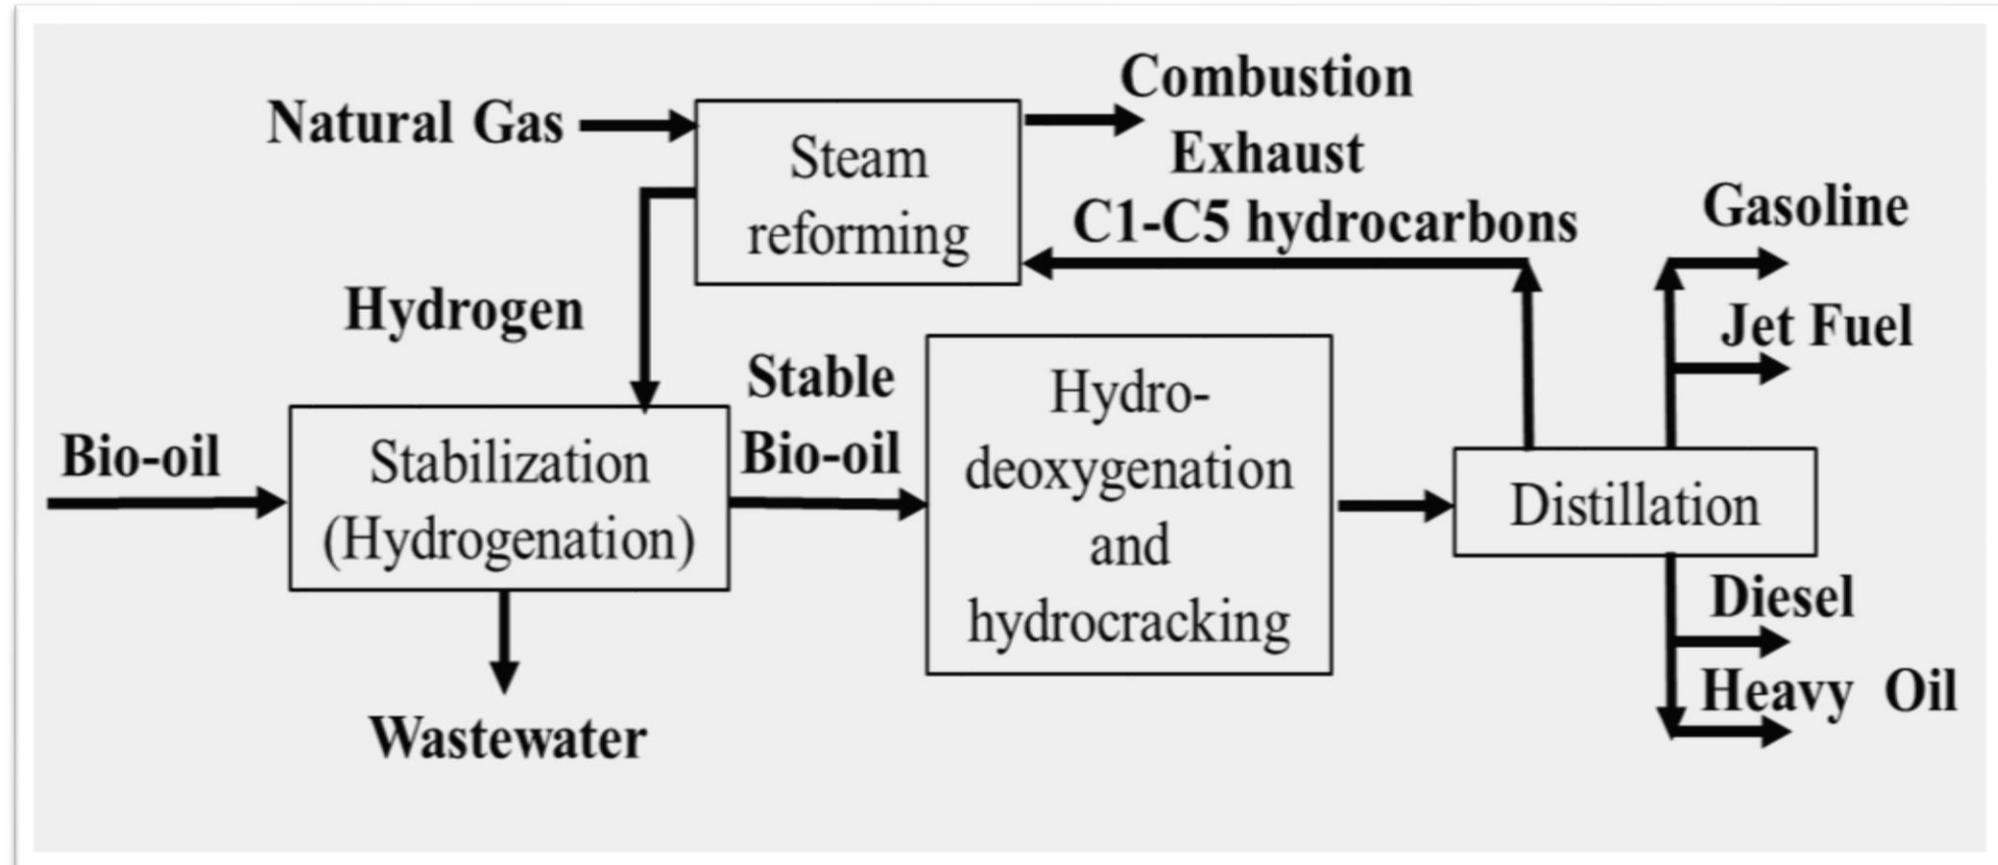 Natural Gas
Steam
reforming
Combustion
Exhaust
C1-C5 hydrocarbons
Gasoline
Jet Fuel
Hydrogen
Bio-oil
Stabilization
(Hydrogenation)
Stable
Bio-oil
Hydro-
deoxygenation
and
hydrocracking
Distillation
Diesel
Heavy Oil
Wastewater